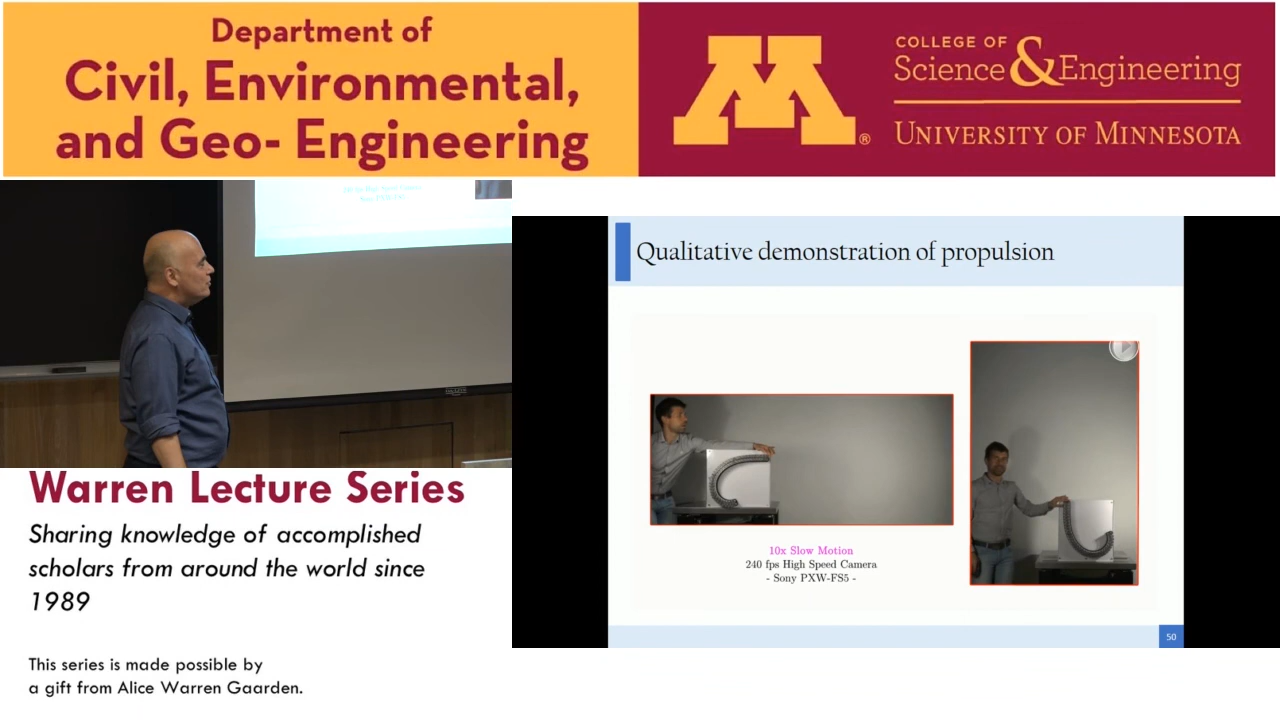 Department of
Civil, Environmental,
and Geo- Engineering
M®
COLLEGE OF
Science & Engineering
UNIVERSITY OF MINNESOTA
Qualitative demonstration of propulsion
10x Slow Motion
240 fps High Speed Camera
- Sony PXW-FS5 -
50
Warren Lecture Series
Sharing knowledge of accomplished
scholars from around the world since
1989
This series is made possible by
a gift from Alice Warren Gaarden.